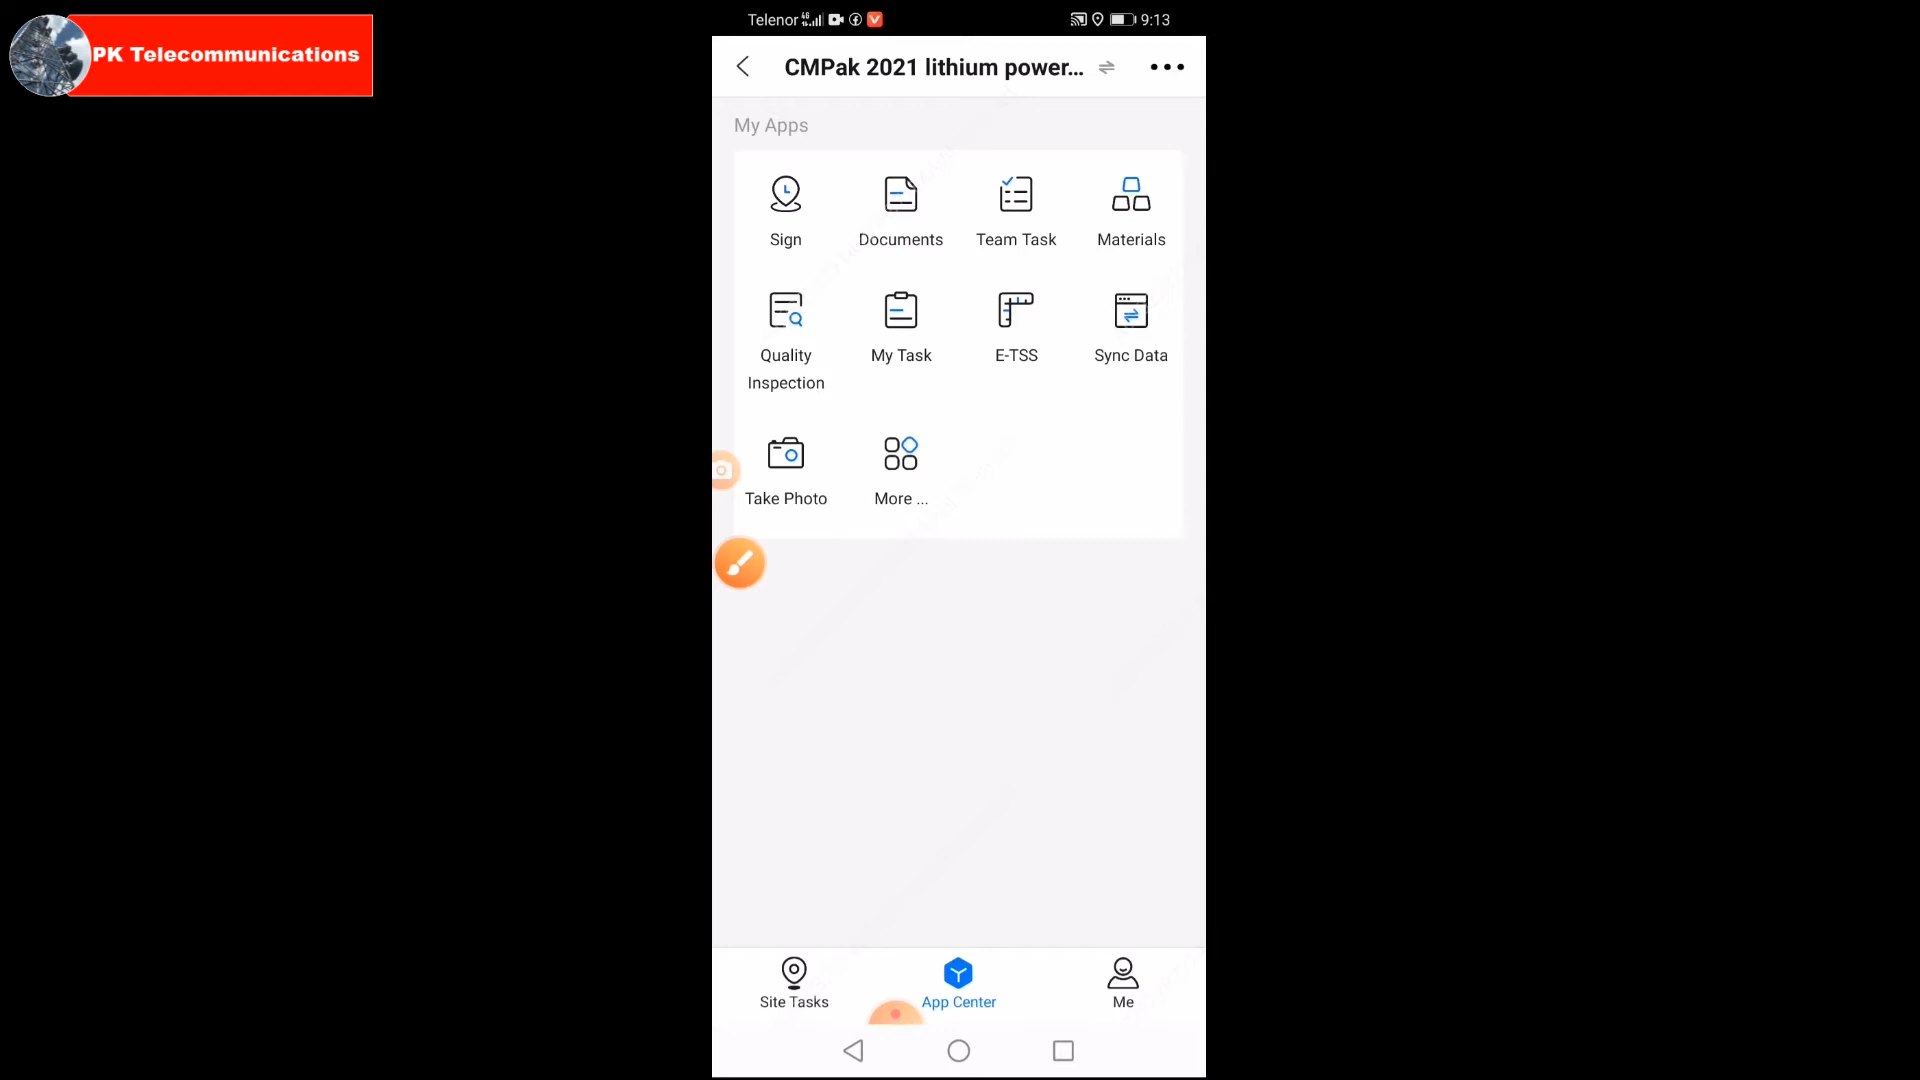 PK Telecommunications
Telenor 9:13
CMPak 2021 lithium power...
My Apps
Sign Documents Team Task Materials
Quality Inspection My Task E-TSS Sync Data
Take Photo More ...
Site Tasks App Center Me